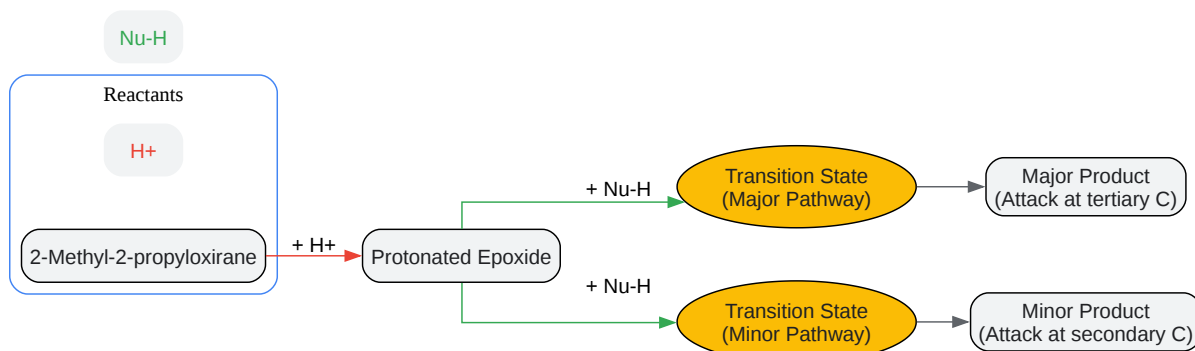 Nu-H
Reactants
H+
2-Methyl-2-propyloxirane
+ H+
Protonated Epoxide
+ Nu-H
Transition State
(Major Pathway)
Major Product
(Attack at tertiary C)
+ Nu-H
Transition State
(Minor Pathway)
Minor Product
(Attack at secondary C)